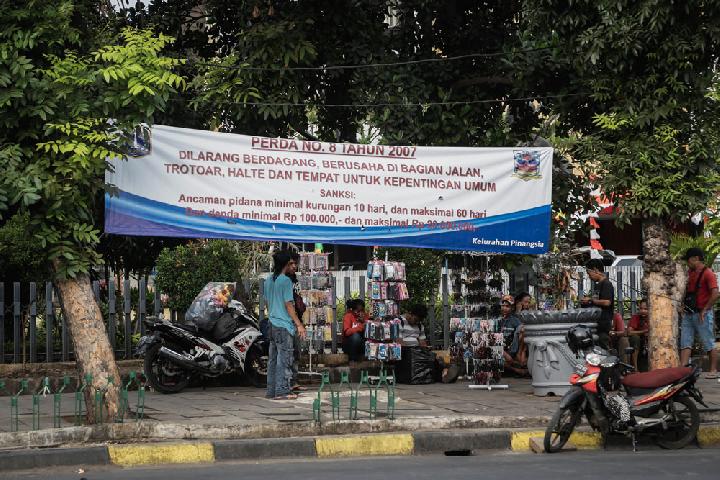 PERDA NO. 8 TAHUN 2007
DILARANG BERDAGANG, BERUSAHA DI BAGIAN JALAN,
TROTOAR, HALTE DAN TEMPAT UNTUK KEPENTINGAN UMUM
SANKSI:
Ancaman pidana minimal kurungan 10 hari, dan maksimal 60 hari
Dan denda minimal Rp 100.000,- dan maksimal Rp
Kelurahan Pinangsia